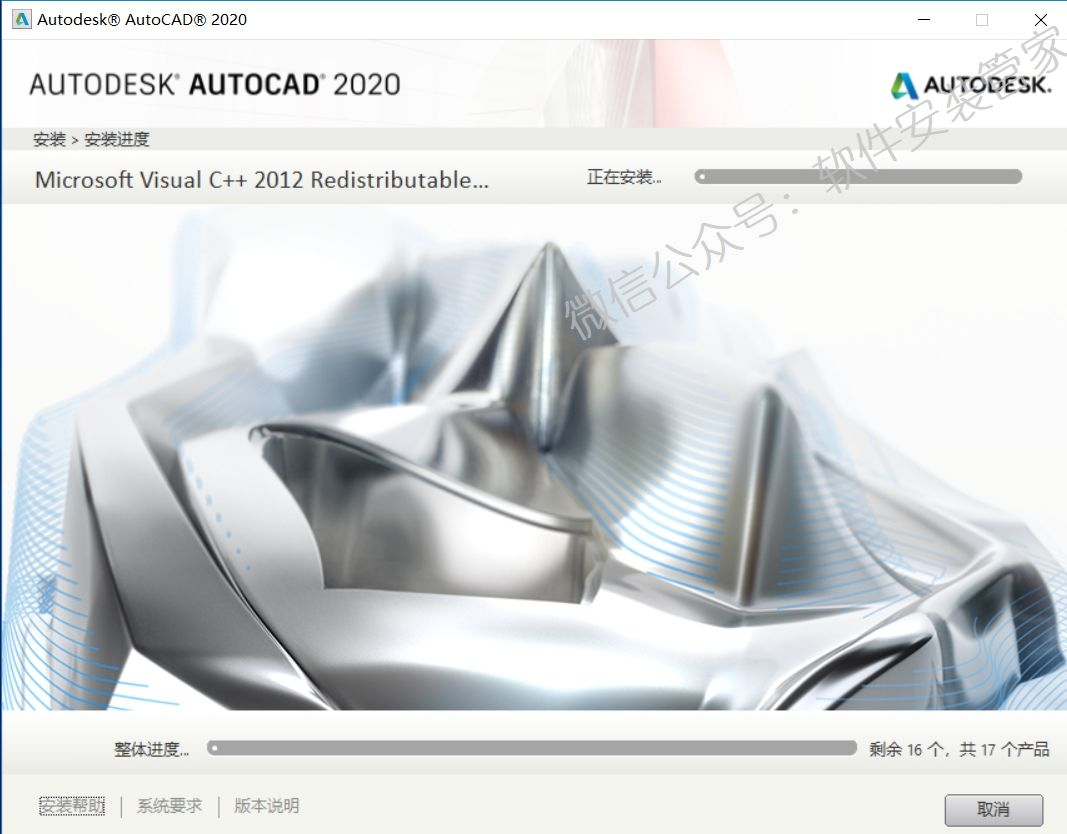 Autodesk® AutoCAD® 2020
AUTODESK® AUTOCAD® 2020
AUTODESK.
安装 > 安装进度
Microsoft Visual C++ 2012 Redistributable...
正在安装...
微信公众号：软件安装管家
整体进度...
剩余 16 个，共 17 个产品
安装帮助
系统要求
版本说明
取消